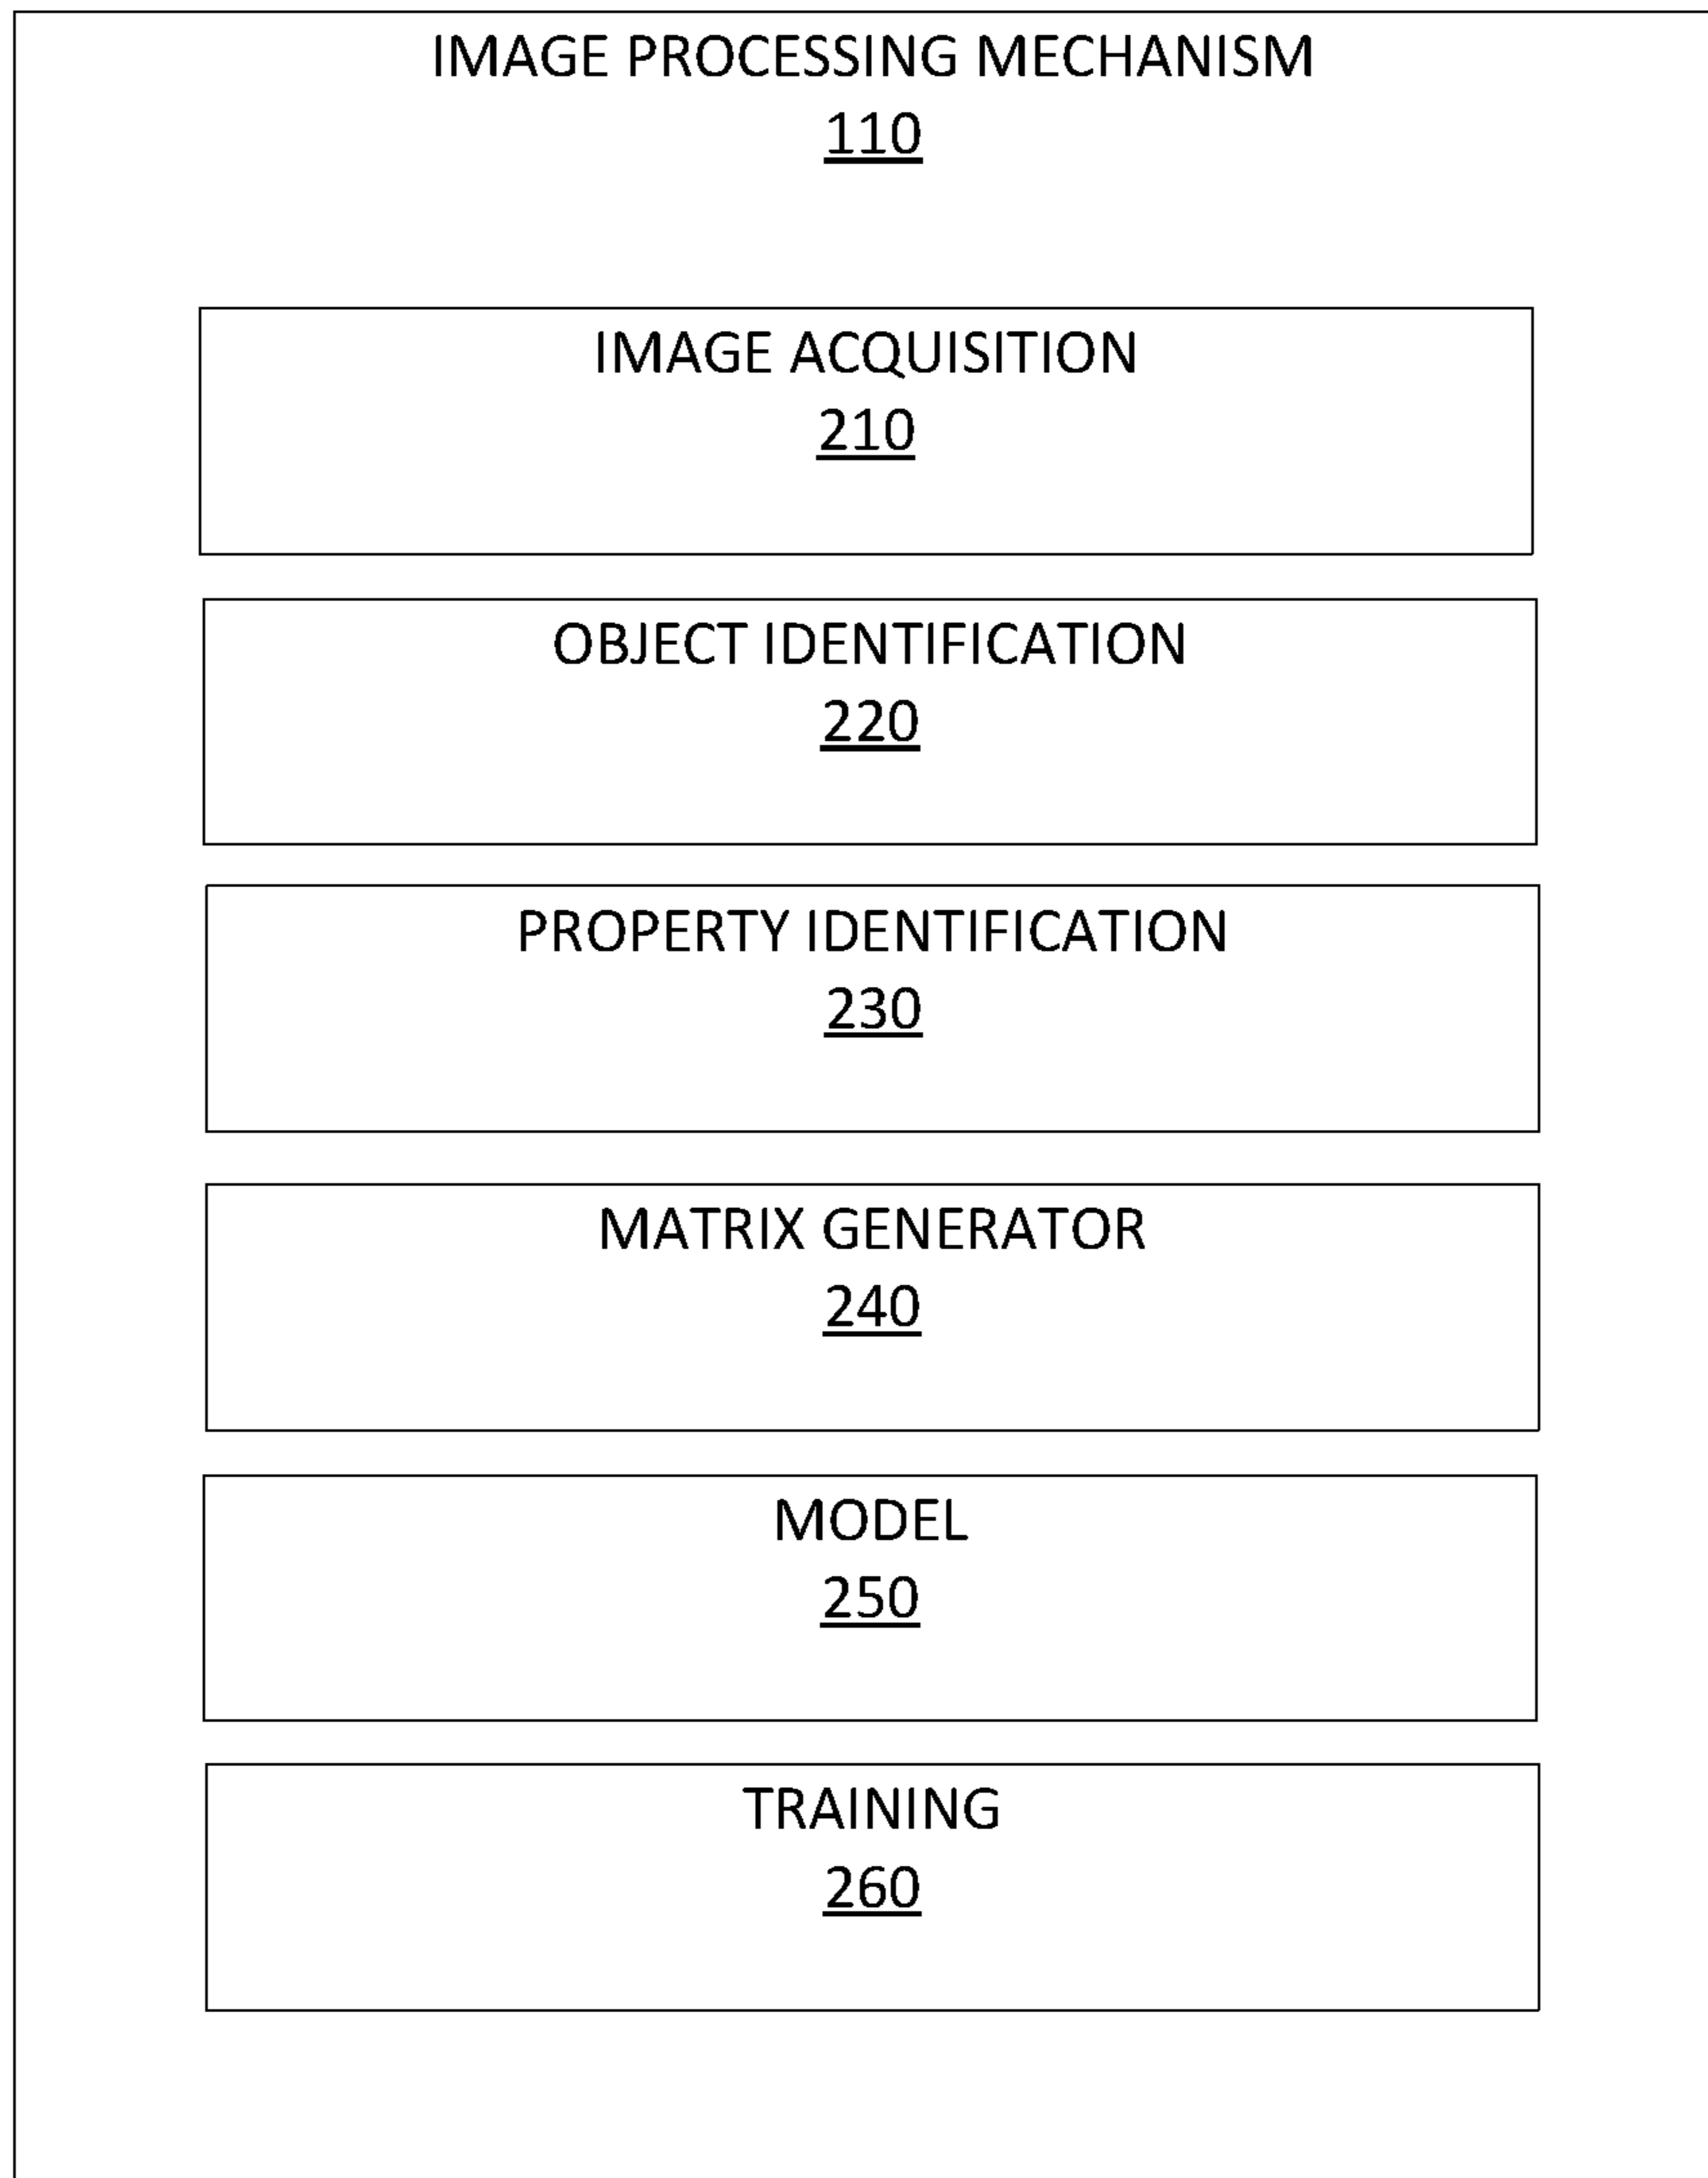 IMAGE PROCESSING MECHANISM
110
IMAGE ACQUISITION
210
OBJECT IDENTIFICATION
220
PROPERTY IDENTIFICATION
230
MATRIX GENERATOR
240
MODEL
250
TRAINING
260